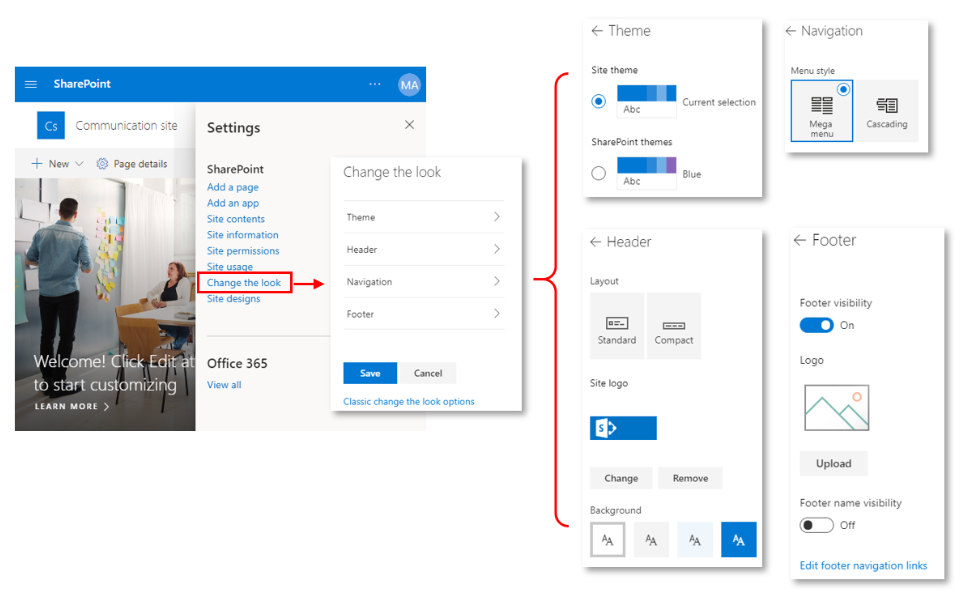 SharePoint
...
MA
Cs
Communication site
New
Page details
Welcome! Click Edit at
to start customizing
LEARN MORE
Settings
SharePoint
Add a page
Add an app
Site contents
Site information
Site permissions
Site usage
Change the look
Site designs
Office 365
View all
Change the look
Theme
Header
Navigation
Footer
Save Cancel
Classic change the look options
Theme
Site theme
Abc
Current selection
SharePoint themes
Abc
Blue
Navigation
Menu style
Mega
menu
Cascading
Header
Layout
Standard Compact
Site logo
S
Change Remove
Background
AA AA AA AA
Footer
Footer visibility
On
Logo
Upload
Footer name visibility
Off
Edit footer navigation links